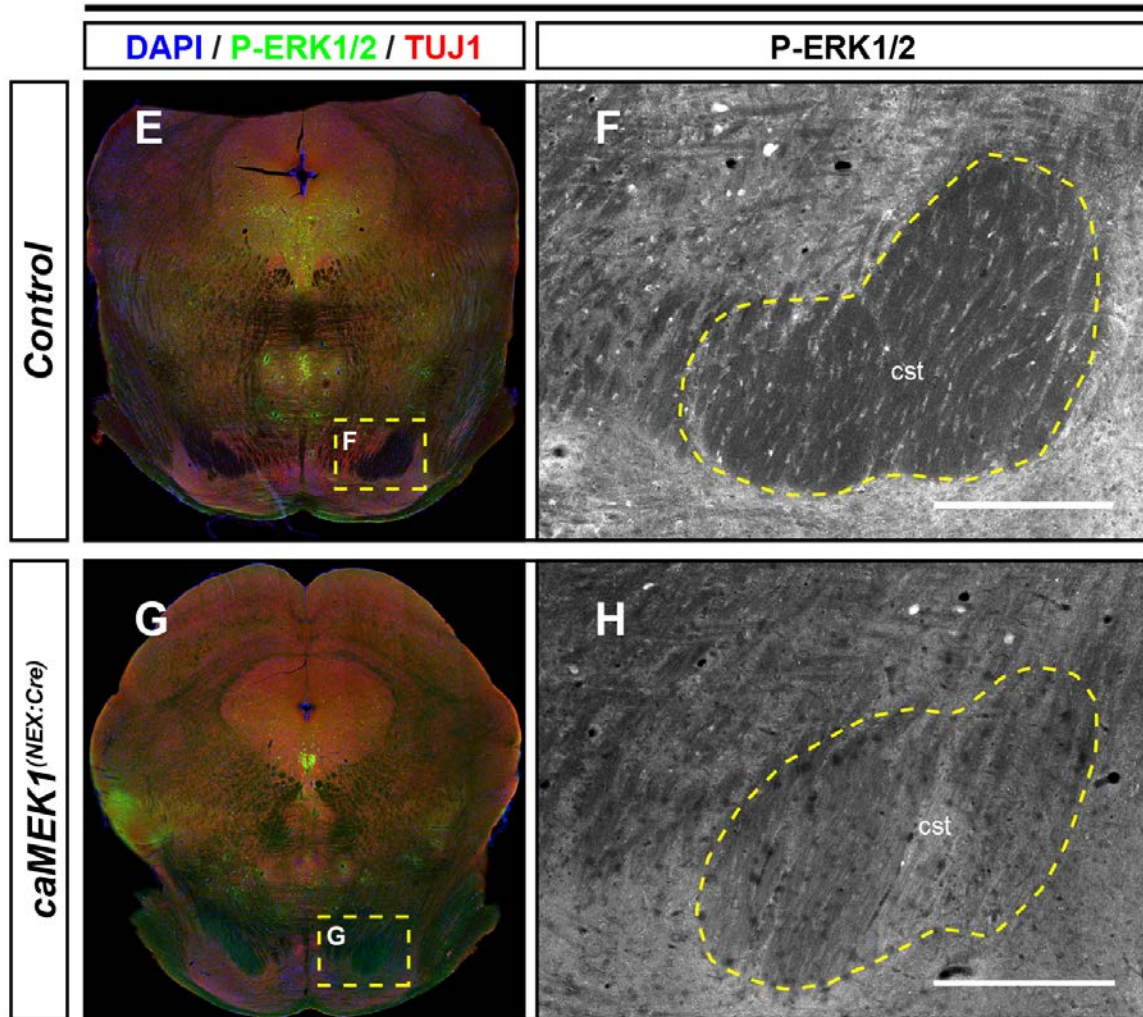 DAPI / P-ERK1/2 / TUJ1
P-ERK1/2
Control
E
F
F
cst
caMEK1(NEX:Cre)
G
G
H
cst